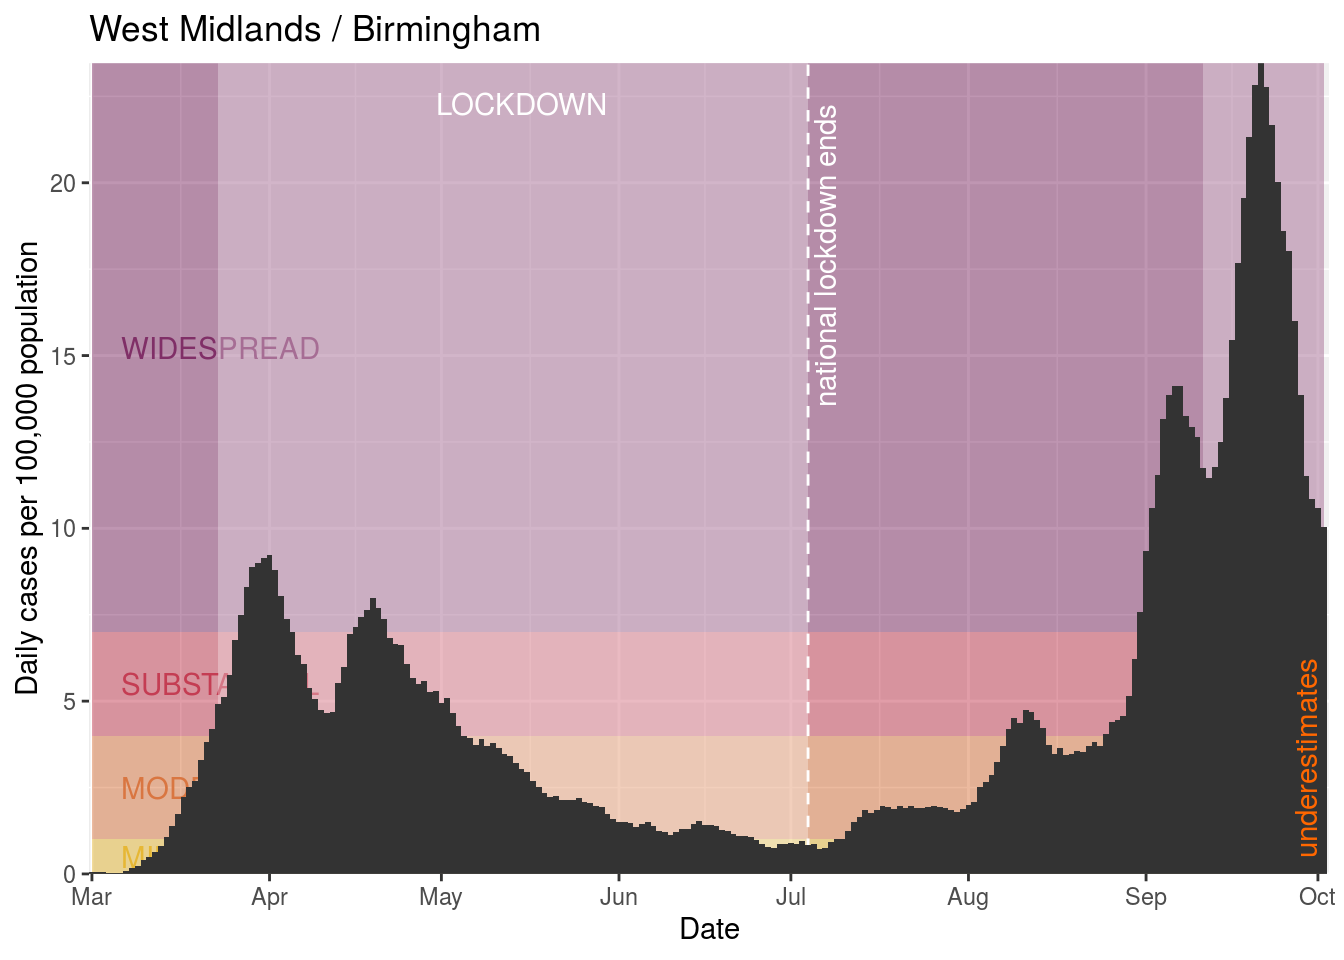 West Midlands / Birmingham
LOCKDOWN
national lockdown ends
WIDESPREAD
underestimates
Daily cases per 100,000 population
20
15
10
5
0
Mar
Apr
May
Jun
Jul
Aug
Sep
Oct
Date